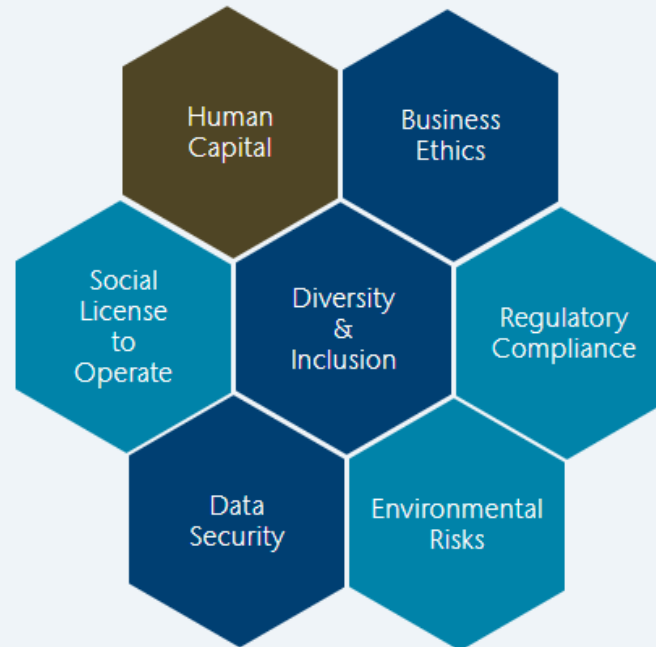 Human
Capital
Business
Ethics
Social
License
to
Operate
Diversity
&
Inclusion
Regulatory
Compliance
Data
Security
Environmental
Risks